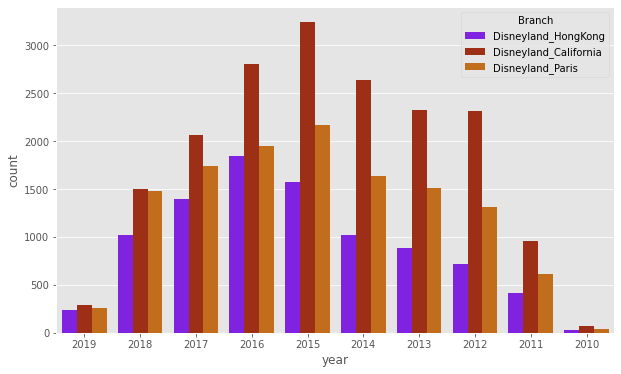 Branch
Disneyland_HongKong
Disneyland_California
Disneyland_Paris
count
3000
2500
2000
1500
1000
500
0
2019 2018 2017 2016 2015 2014 2013 2012 2011 2010
year